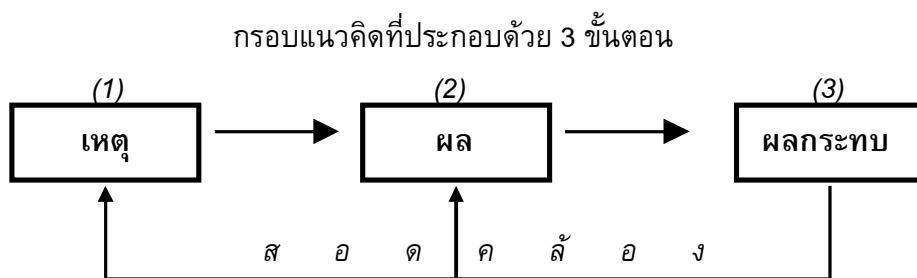 กรอบแนวคิดที่ประกอบด้วย 3 ขั้นตอน
(1) (2) (3)
เหตุ ผล ผลกระทบ
ส อ ด ค ล้ อ ง